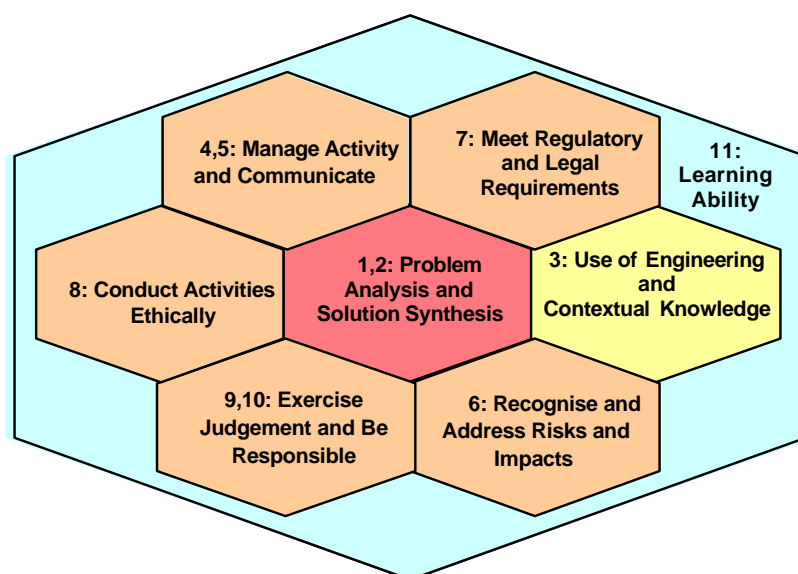 4,5: Manage Activity
and Communicate
7: Meet Regulatory
and Legal
Requirements
11:
Learning
Ability
8: Conduct Activities
Ethically
1,2: Problem
Analysis and
Solution Synthesis
3: Use of Engineering
and
Contextual Knowledge
9,10: Exercise
Judgement and Be
Responsible
6: Recognise and
Address Risks and
Impacts